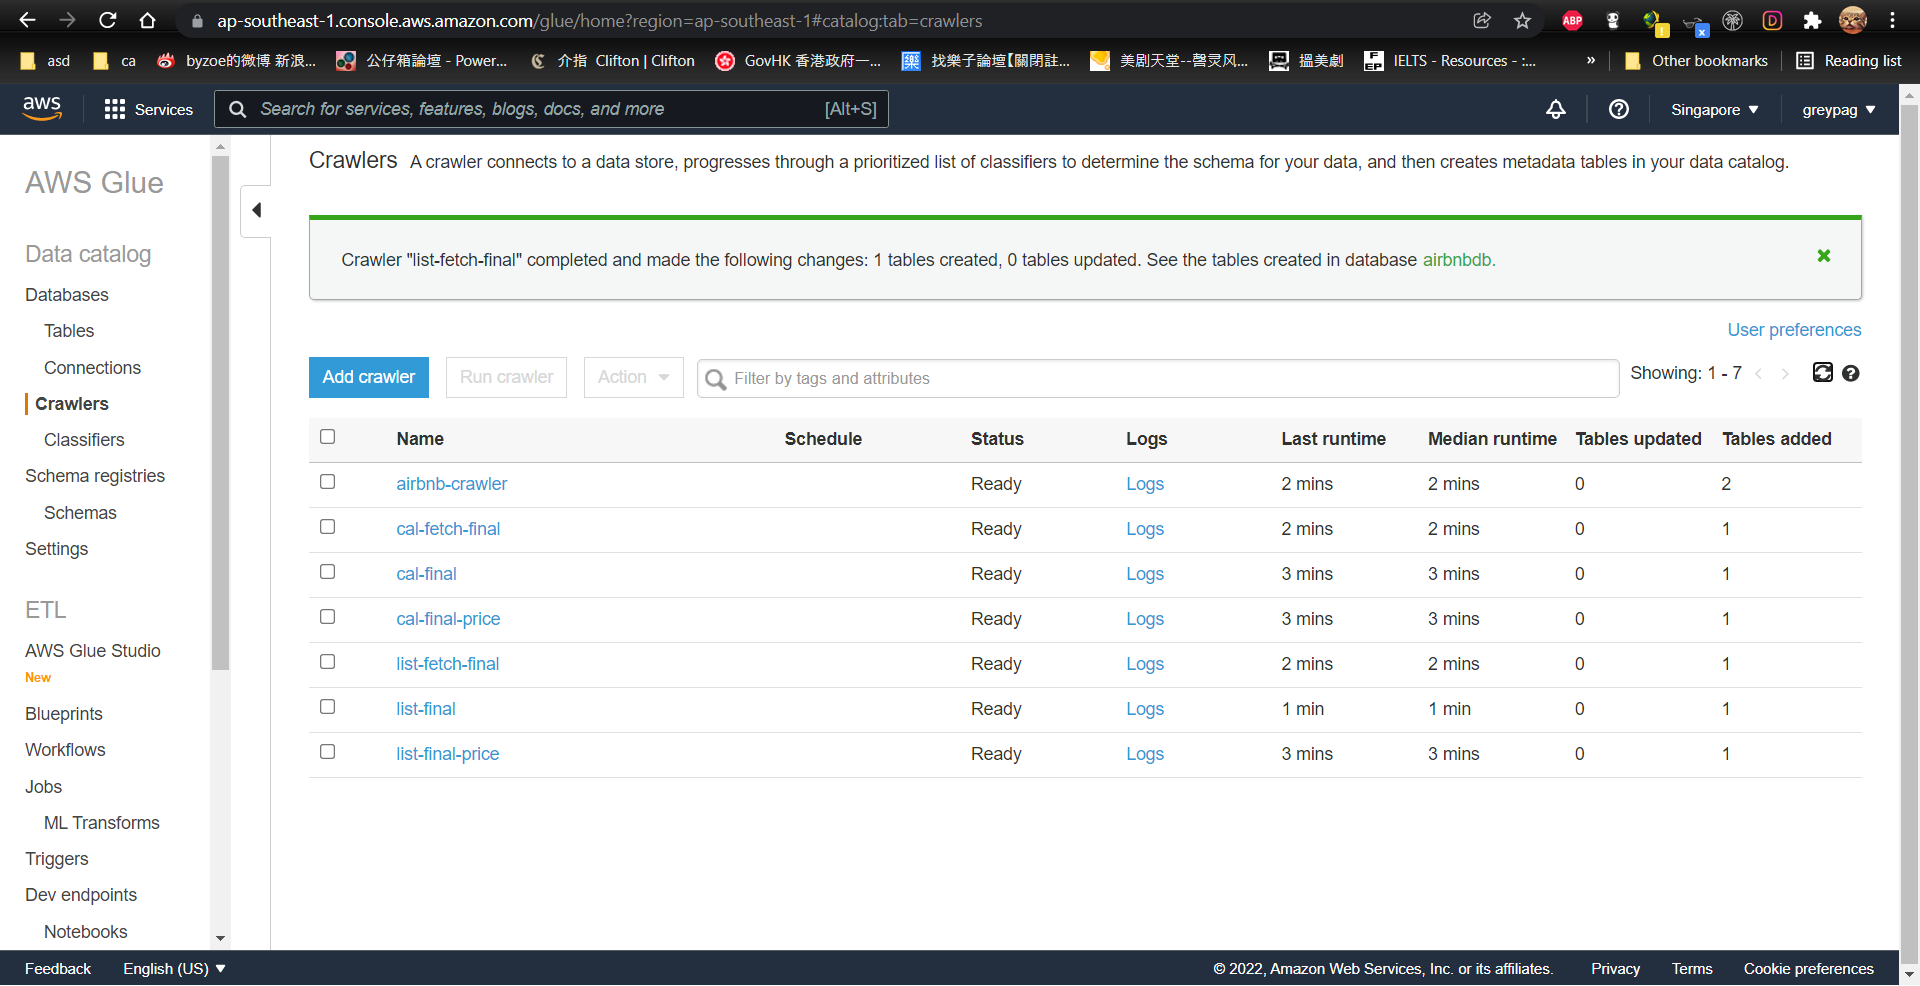 ap-southeast-1.console.aws.amazon.com/glue/home?region=ap-southeast-1#catalog:tab=crawlers
asd ca byzoe的微博 新浪... 公仔箱論壇 - Power... 介指 Clifton | Clifton GovHK 香港政府一... 找樂子論壇【關閉註... 美剧天堂--罄灵风... 搵美劇 IELTS - Resources - :... » Other bookmarks Reading list
aws Services Search for services, features, blogs, docs, and more [Alt+S] Singapore ▼ greypag ▼
AWS Glue
Data catalog
Databases
Tables
Connections
Crawlers
Classifiers
Schema registries
Schemas
Settings
ETL
AWS Glue Studio
New
Blueprints
Workflows
Jobs
ML Transforms
Triggers
Dev endpoints
Notebooks
Crawlers A crawler connects to a data store, progresses through a prioritized list of classifiers to determine the schema for your data, and then creates metadata tables in your data catalog.
Crawler "list-fetch-final" completed and made the following changes: 1 tables created, 0 tables updated. See the tables created in database airbnbdb.
User preferences
Add crawler Run crawler Action Filter by tags and attributes Showing: 1 - 7
Name Schedule Status Logs Last runtime Median runtime Tables updated Tables added
airbnb-crawler Ready Logs 2 mins 2 mins 0 2
cal-fetch-final Ready Logs 2 mins 2 mins 0 1
cal-final Ready Logs 3 mins 3 mins 0 1
cal-final-price Ready Logs 3 mins 3 mins 0 1
list-fetch-final Ready Logs 2 mins 2 mins 0 1
list-final Ready Logs 1 min 1 min 0 1
list-final-price Ready Logs 3 mins 3 mins 0 1
Feedback English (US) ▼ © 2022, Amazon Web Services, Inc. or its affiliates. Privacy Terms Cookie preferences